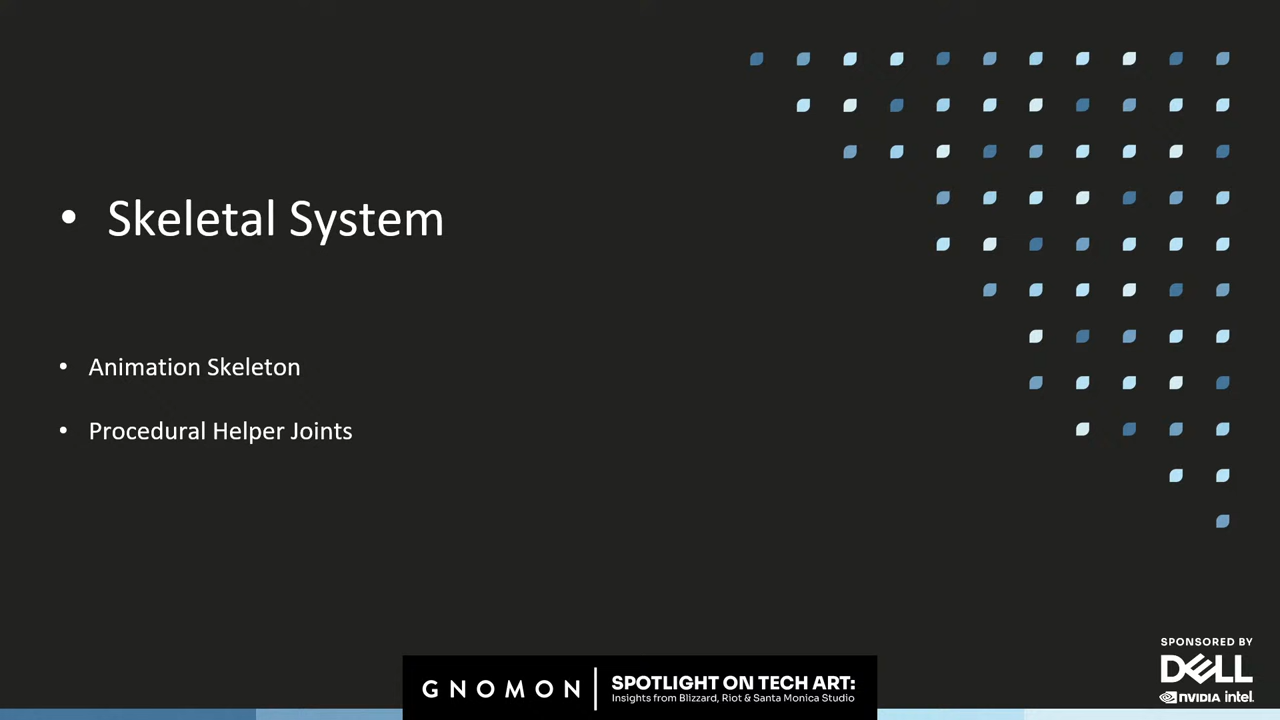 • Skeletal System
• Animation Skeleton
• Procedural Helper Joints
SPONSORED BY
DELL
NVIDIA intel.
GNOMON
SPOTLIGHT ON TECH ART:
Insights from Blizzard, Riot & Santa Monica Studio